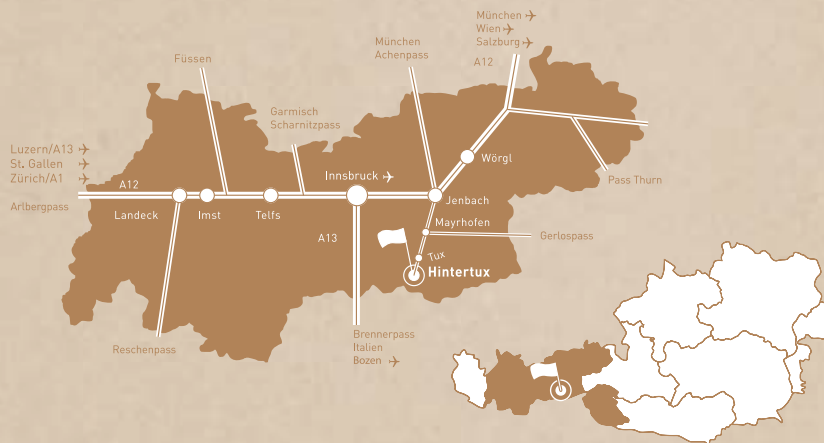 München
Wien
Salzburg
A12
München
Achenpass
Füssen
Garmisch
Scharnitzpass
Luzern/A13
St. Gallen
Zürich/A1
Arlbergpass
A12
Landeck
Imst
Telfs
Innsbruck
A13
Wörgl
Jenbach
Pass Thurn
Mayrhofen
Gerlospass
Tux
Hintertux
Reschenpass
Brennerpass
Italien
Bozen